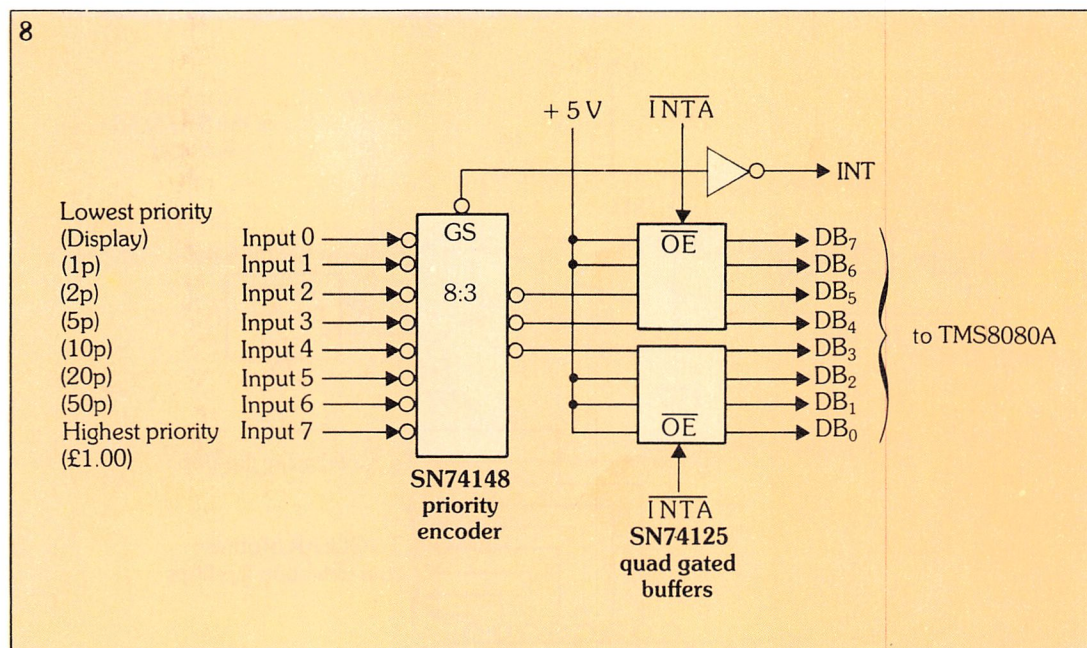 8
+ 5 V
INTA
INT
Lowest priority
(Display) Input 0 GS OE DB7
(1p) Input 1 DB6
(2p) Input 2 8:3 DB5
(5p) Input 3 DB4
(10p) Input 4 DB3
(20p) Input 5 DB2
(50p) Input 6 DB1
Highest priority Input 7 OE DB0
(£1.00)
to TMS8080A
SN74148
priority
encoder
INTA
SN74125
quad gated
buffers